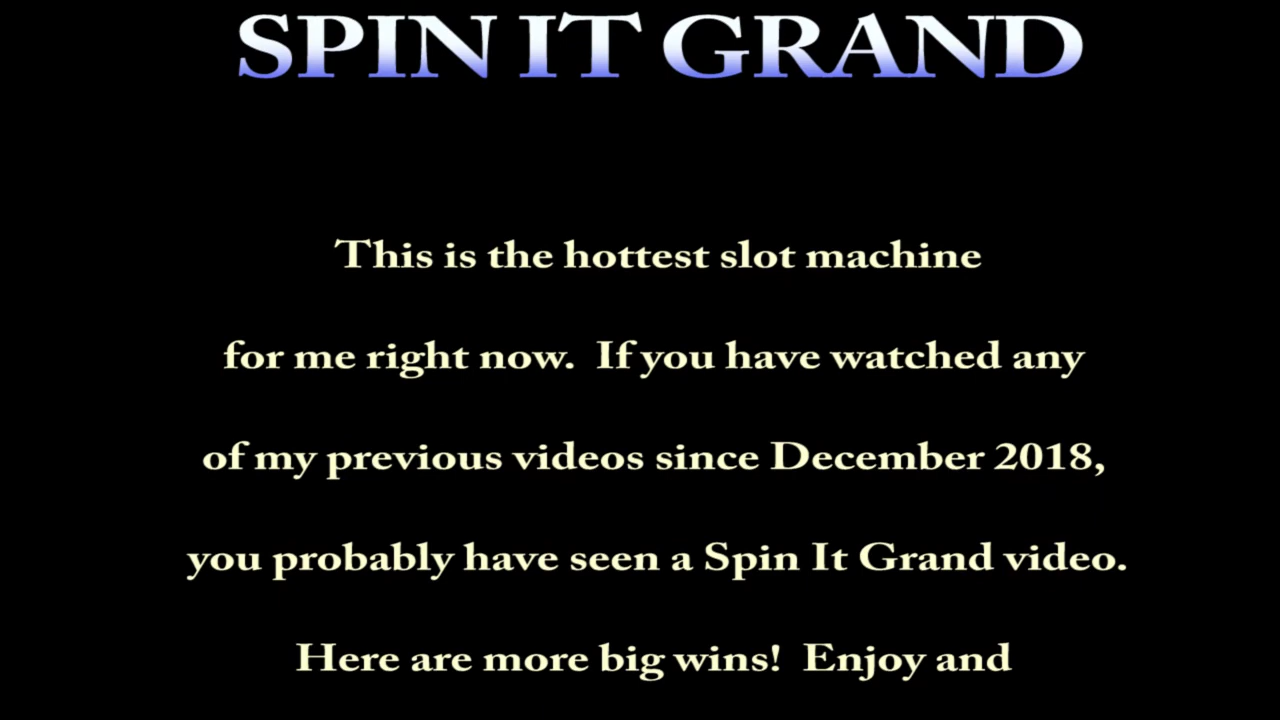 SPIN IT GRAND
This is the hottest slot machine
for me right now.  If you have watched any
of my previous videos since December 2018,
you probably have seen a Spin It Grand video.
Here are more big wins!  Enjoy and